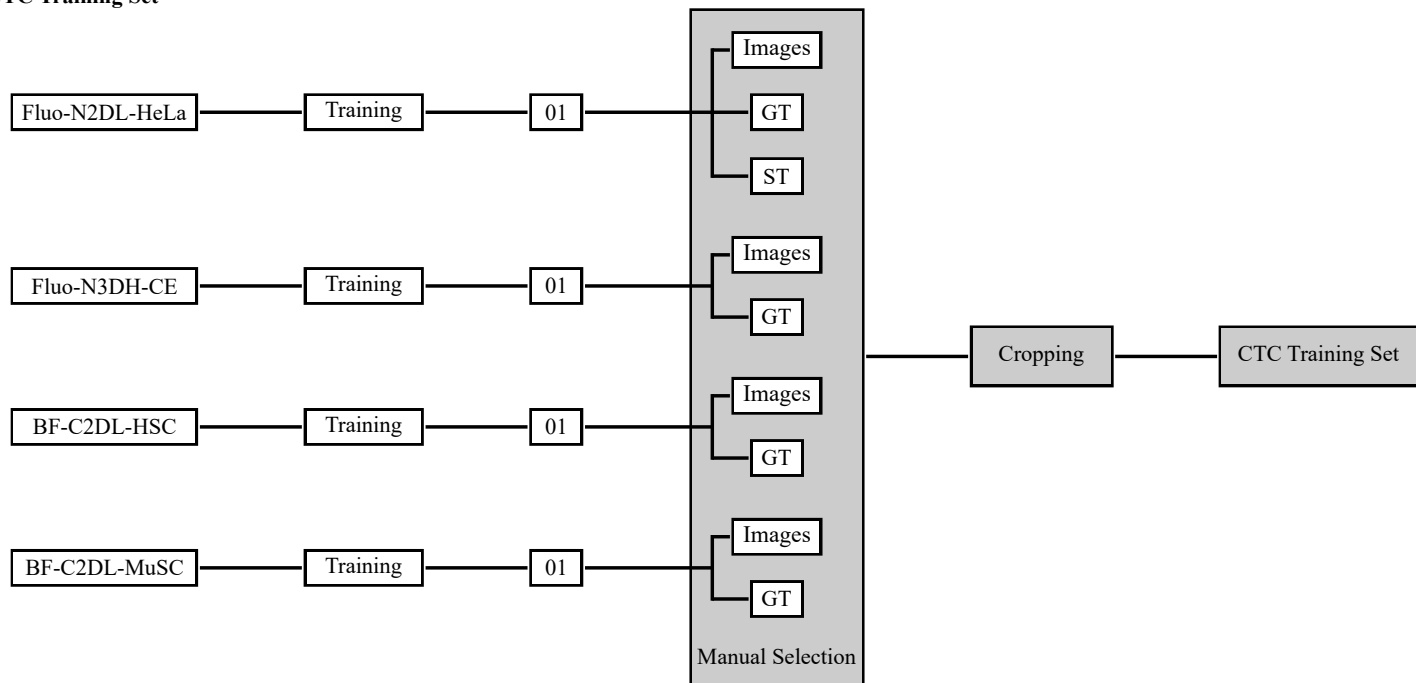 Training Set
Images
Fluo-N2DL-HeLa Training 01 GT
ST
Images
Fluo-N3DH-CE Training 01
GT
Cropping CTC Training Set
Images
BF-C2DL-HSC Training 01
GT
Images
BF-C2DL-MuSC Training 01
GT
Manual Selection